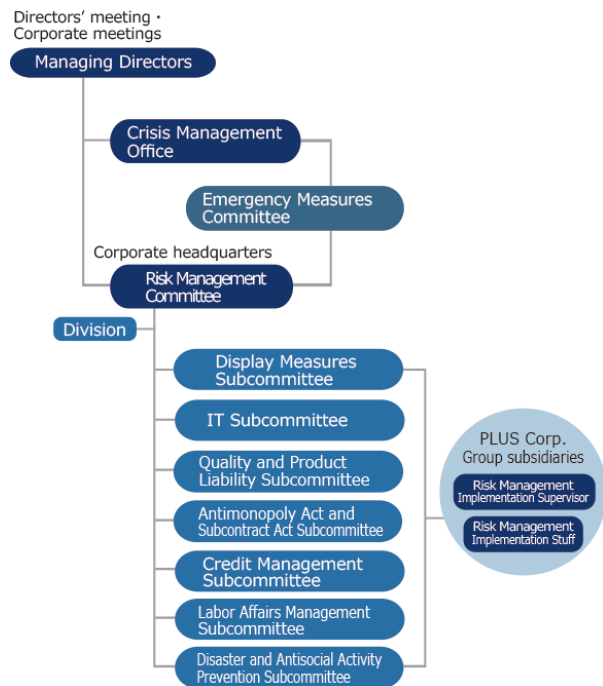 Directors' meeting・
Corporate meetings
Managing Directors
Crisis Management
Office
Emergency Measures
Committee
Corporate headquarters
Risk Management
Committee
Division
Display Measures
Subcommittee
IT Subcommittee
Quality and Product
Liability Subcommittee
Antimonopoly Act and
Subcontract Act Subcommittee
Credit Management
Subcommittee
Labor Affairs Management
Subcommittee
Disaster and Antisocial Activity
Prevention Subcommittee
PLUS Corp.
Group subsidiaries
Risk Management
Implementation Supervisor
Risk Management
Implementation Stuff